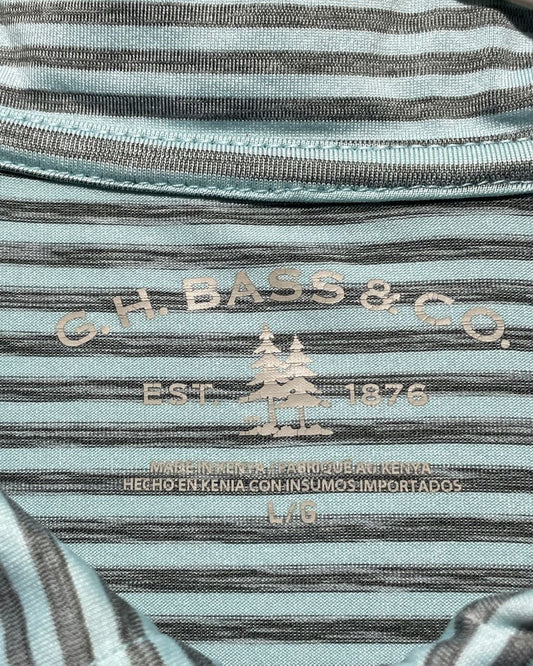 G.H. BASS & CO.
EST. 1876
MADE IN KENYA · FABRIQUÉ AU KENYA
HECHO EN KENIA CON INSUMOS IMPORTADOS
L/G